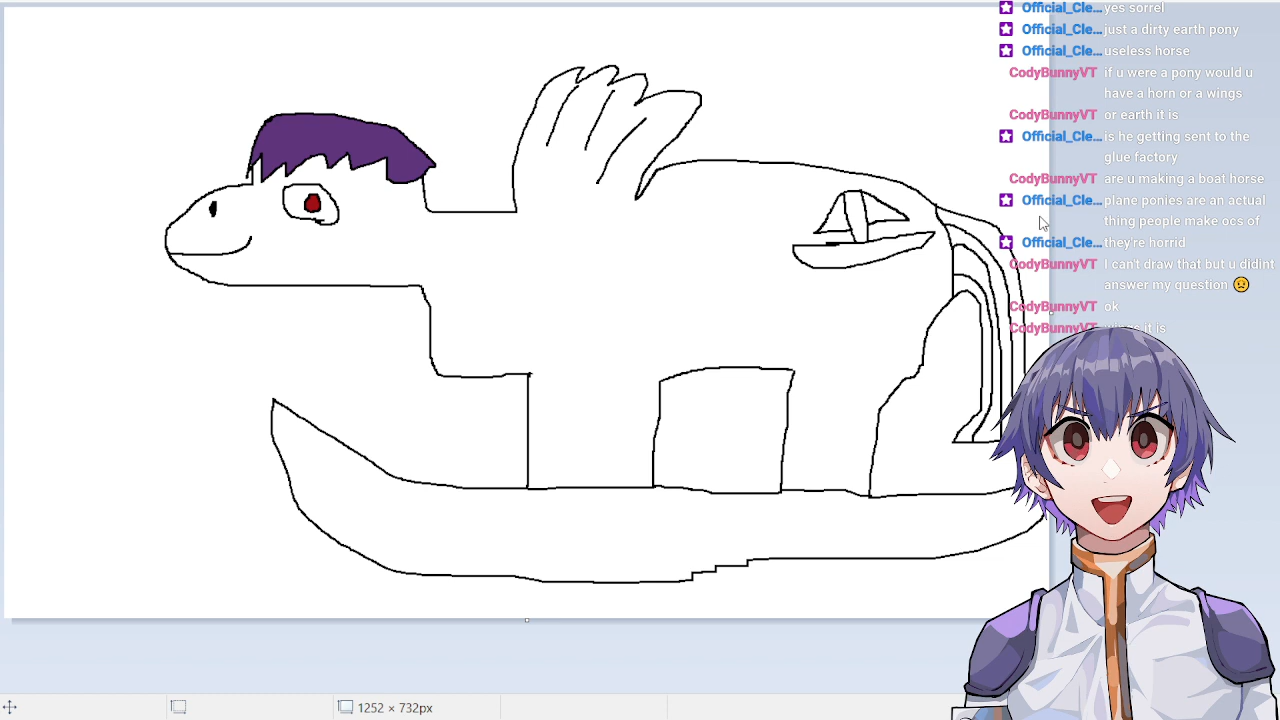 Official_Cle... yes sorrel
Official_Cle... just a dirty earth pony
Official_Cle... useless horse
CodyBunnyVT if u were a pony would u
have a horn or a wings
CodyBunnyVT or earth it is
Official_Cle... is he getting sent to the
glue factory
CodyBunnyVT are u making a boat horse
Official_Cle... plane ponies are an actual
thing people make ocs of
Official_Cle... they're horrid
CodyBunnyVT I can't draw that but u didint
answer my question 😟
CodyBunnyVT ok
CodyBunnyVT it is
1252 × 732px